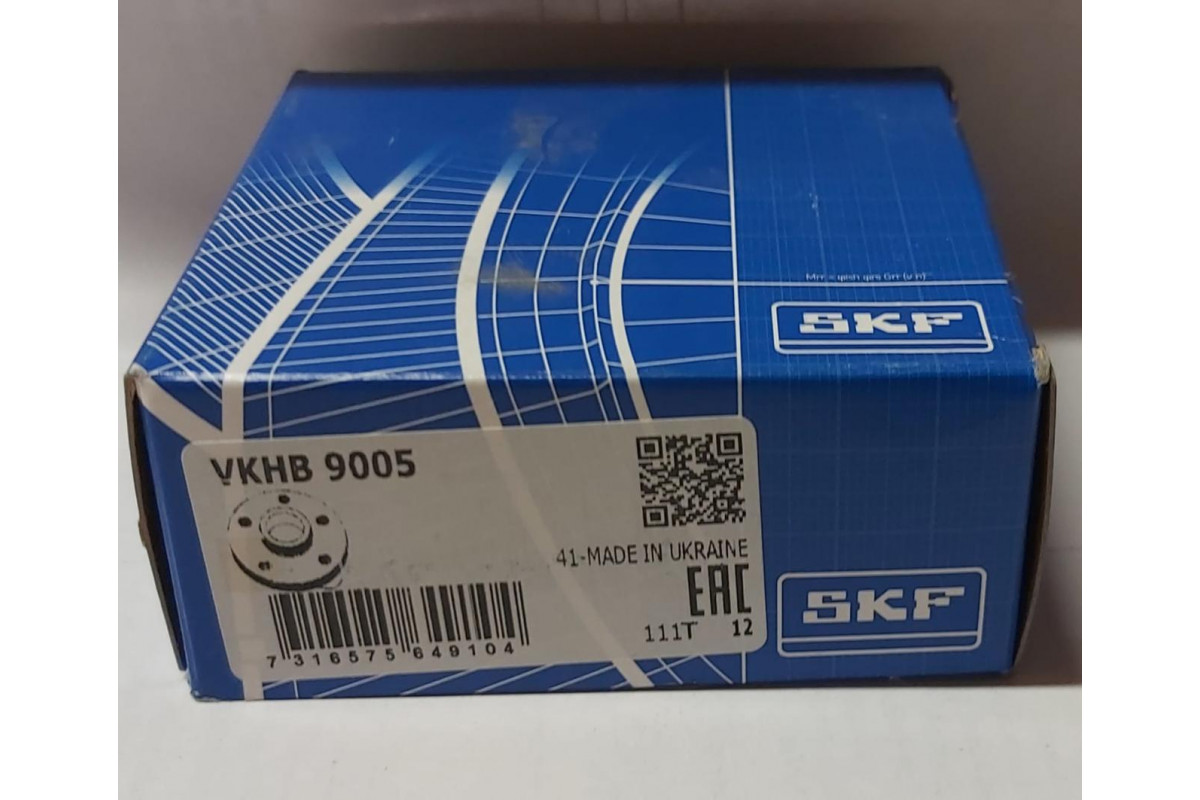 SKF
VKHB 9005
41-MADE IN UKRAINE
EAC
111T 12
7 316575 649104
SKF